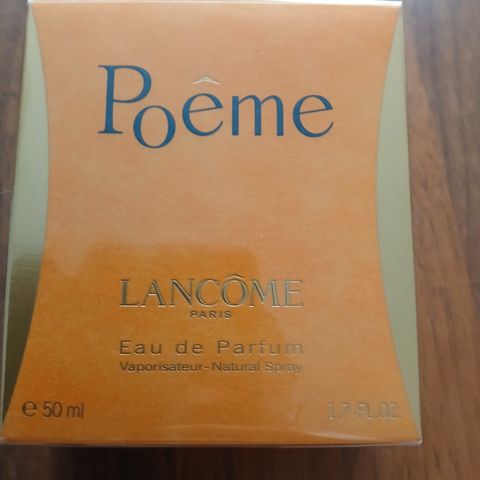 Poême
LANCÔME
PARIS
Eau de Parfum
Vaporisateur-Natural Spray
e 50 ml 1.7 FL.OZ.